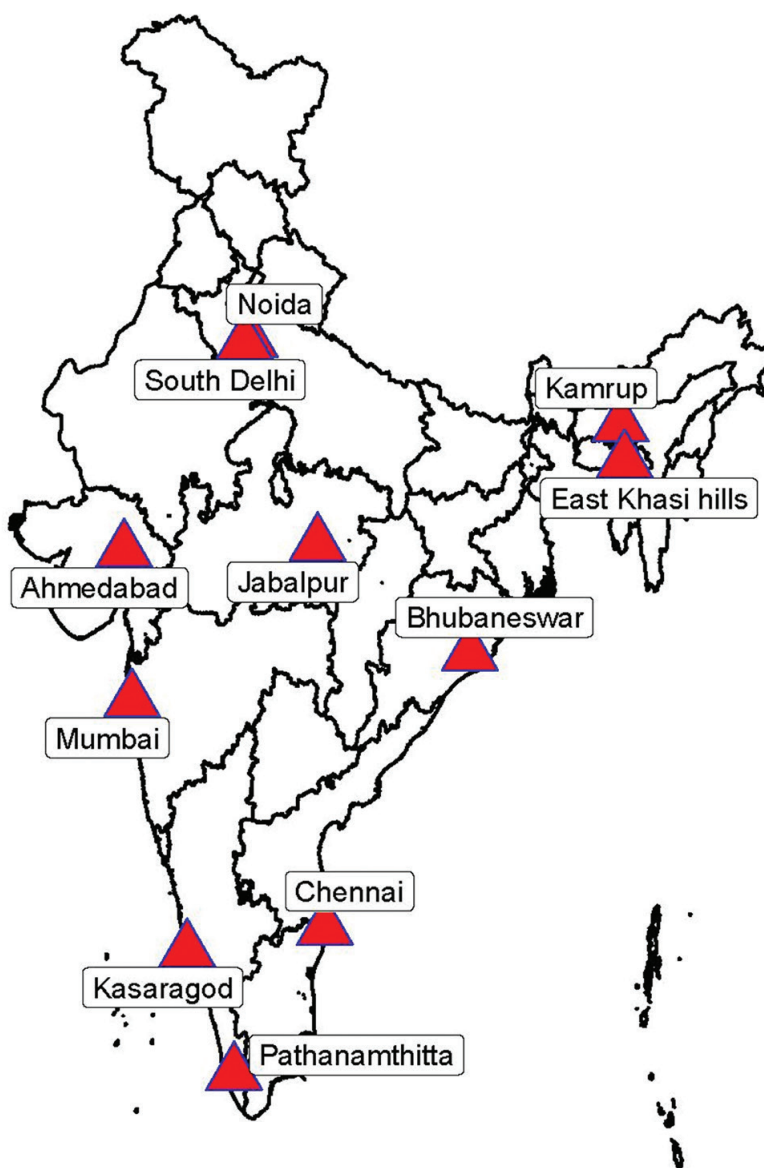 Noida
South Delhi
Kamrup
East Khasi hills
Ahmedabad
Jabalpur
Bhubaneswar
Mumbai
Chennai
Kasaragod
Pathanamthitta